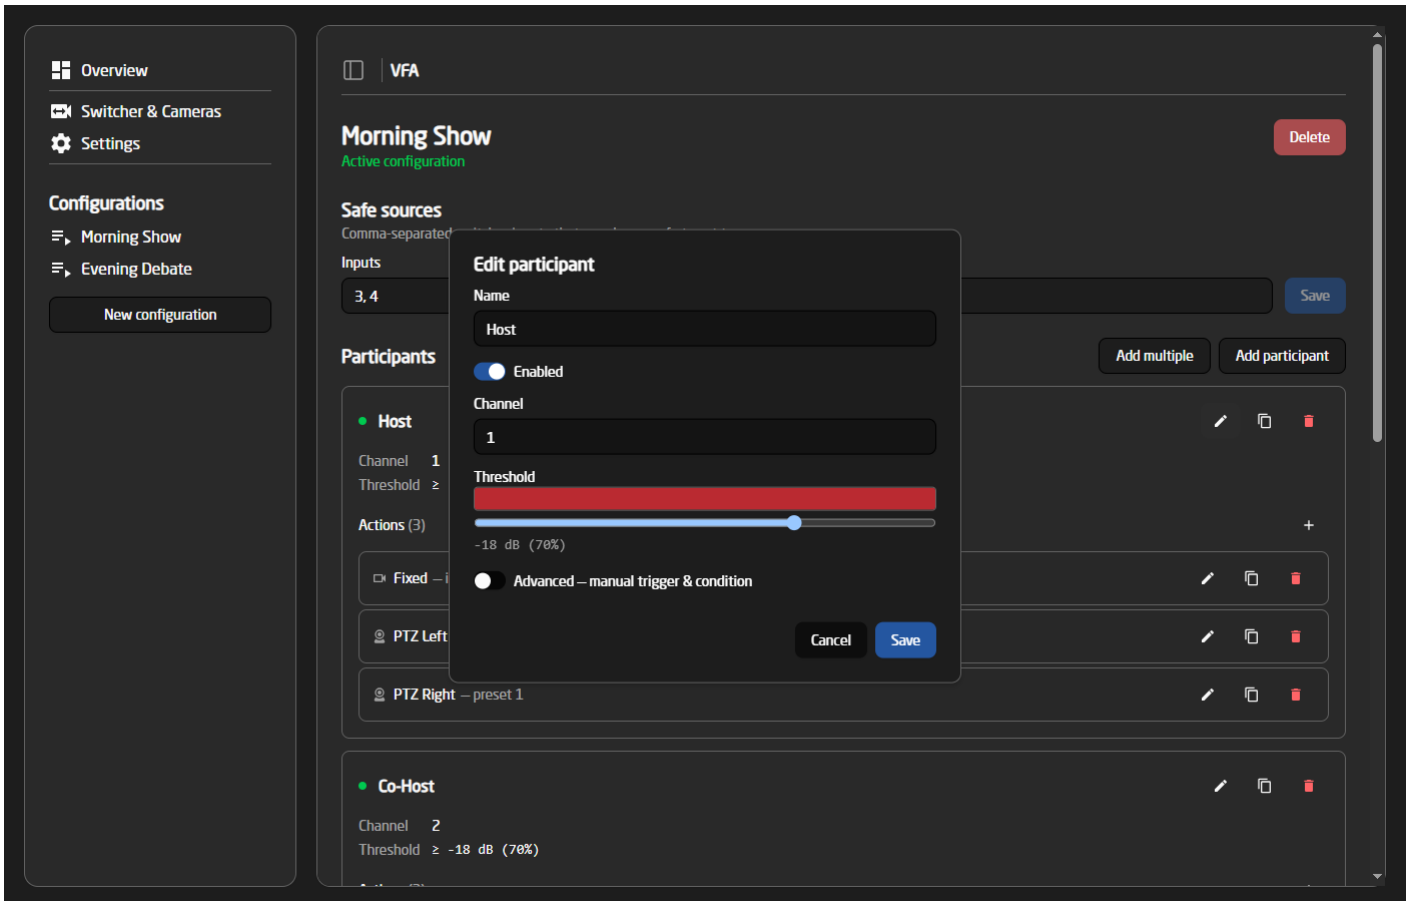 Overview
Switcher & Cameras
Settings
Configurations
Morning Show
Evening Debate
New configuration
VFA
Morning Show
Active configuration
Delete
Safe sources
Comma-separated
Inputs
3, 4
Save
Participants
Add multiple
Add participant
Host
Channel 1
Threshold ≥
Actions (3)
Fixed –
PTZ Left
PTZ Right – preset 1
Edit participant
Name
Host
Enabled
Channel
1
Threshold
-18 dB (70%)
Advanced – manual trigger & condition
Cancel
Save
Co-Host
Channel 2
Threshold ≥ -18 dB (70%)